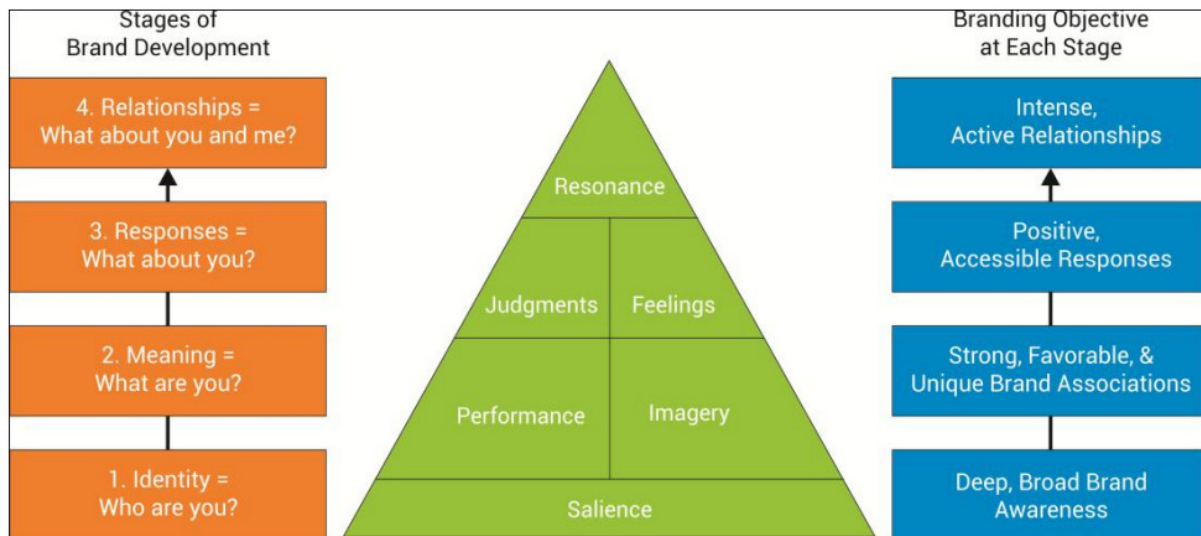 Stages of
Brand Development
4. Relationships =
What about you and me?
3. Responses =
What about you?
2. Meaning =
What are you?
1. Identity =
Who are you?
Resonance
Judgments
Feelings
Performance
Imagery
Salience
Branding Objective
at Each Stage
Intense,
Active Relationships
Positive,
Accessible Responses
Strong, Favorable, &
Unique Brand Associations
Deep, Broad Brand
Awareness